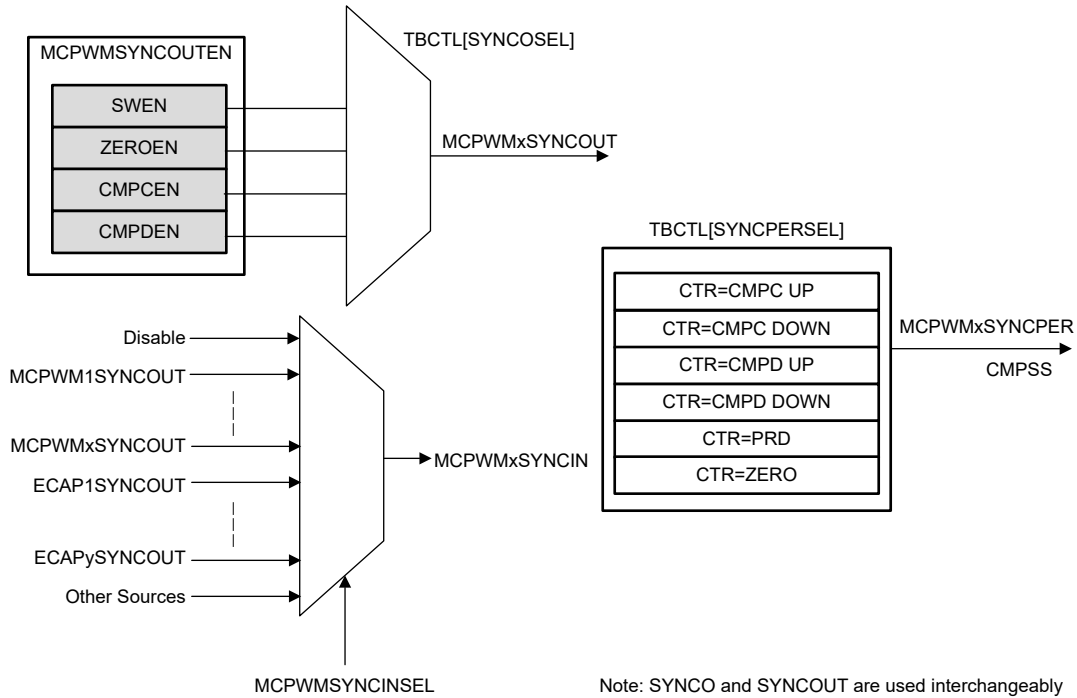 MCPWMSYNCOUTEN
SWEN
ZEROEN
CMPCEN
CMPDEN
TBCTL[SYNCOSEL]
MCPWMxSYNCOUT
Disable
MCPWM1SYNCOUT
MCPWMxSYNCOUT
ECAP1SYNCOUT
ECAPySYNCOUT
Other Sources
MCPWMxSYNCIN
MCPWMSYNCINSEL
TBCTL[SYNCPERSEL]
CTR=CMPC UP
CTR=CMPC DOWN
CTR=CMPD UP
CTR=CMPD DOWN
CTR=PRD
CTR=ZERO
MCPWMxSYNCPER
CMPSS
Note: SYNCO and SYNCOUT are used interchangeably